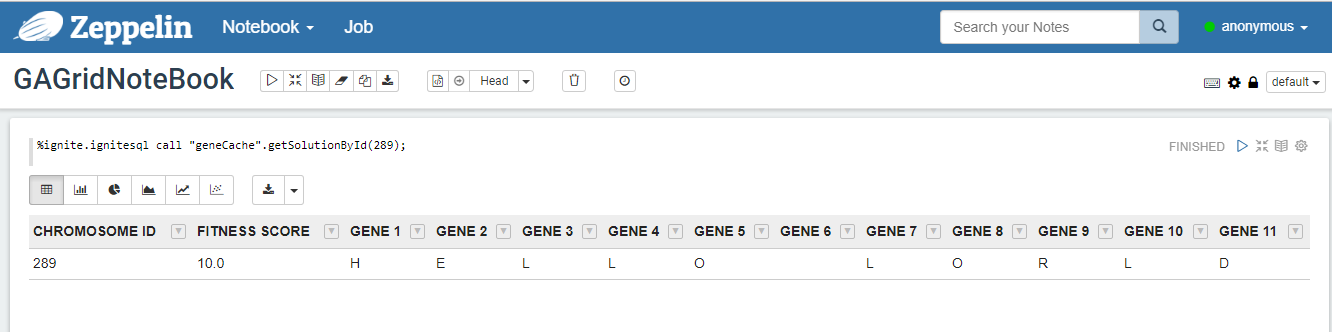 Zeppelin Notebook Job Search your Notes anonymous
GAGridNoteBook Head default
%ignite.ignitesql call "geneCache".getSolutionById(289); FINISHED
CHROMOSOME ID FITNESS SCORE GENE 1 GENE 2 GENE 3 GENE 4 GENE 5 GENE 6 GENE 7 GENE 8 GENE 9 GENE 10 GENE 11
289 10.0 H E L L O L O R L D